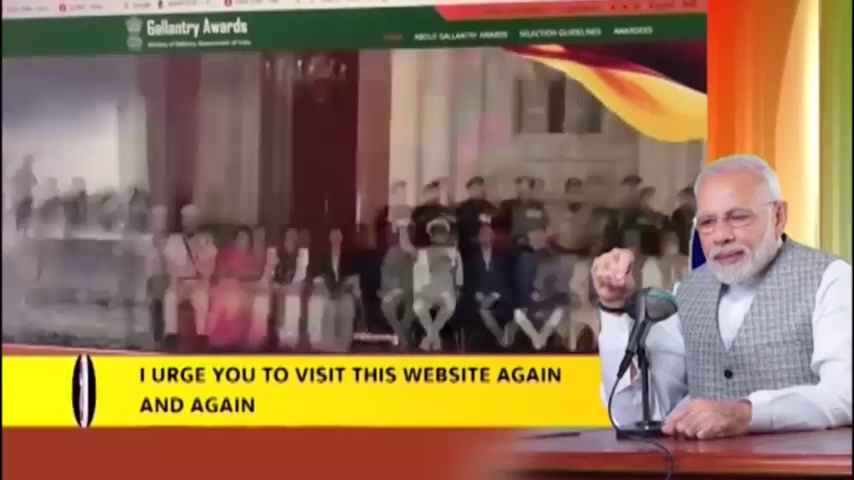 Gallantry Awards
Ministry of Defence, Government of India
HOME ABOUT GALLANTRY AWARDS SELECTION GUIDELINES AWARDEES
I URGE YOU TO VISIT THIS WEBSITE AGAIN
AND AGAIN